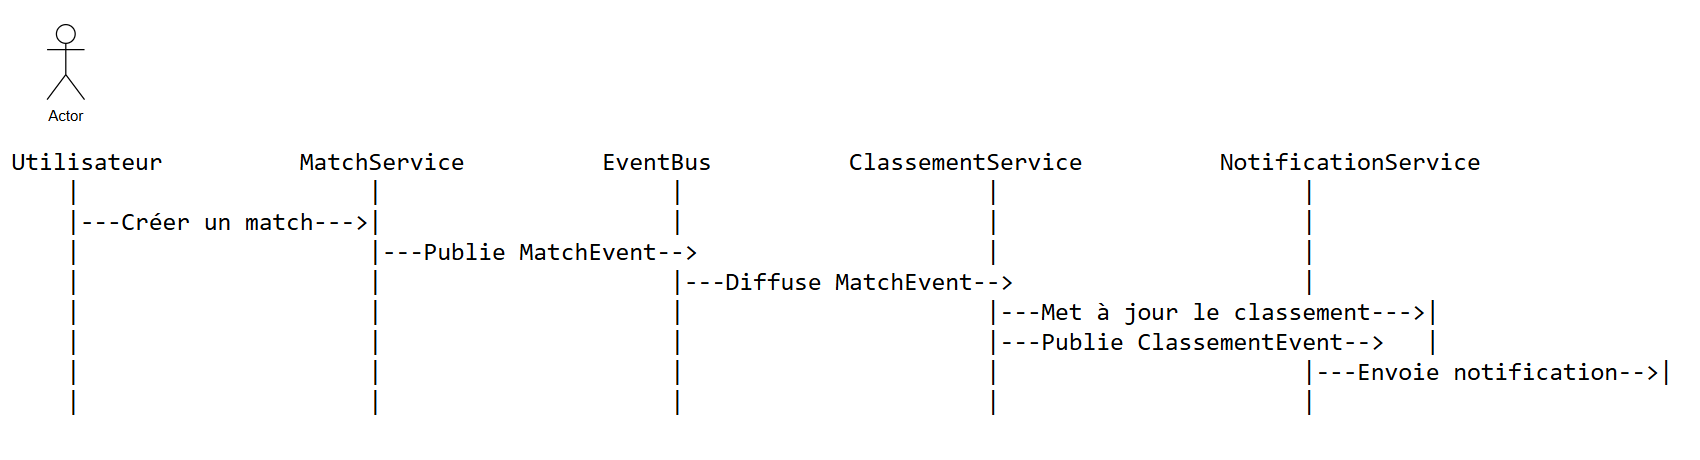 Actor
Utilisateur          MatchService          EventBus          ClassementService          NotificationService
|---Créer un match--->|
|---Publie MatchEvent-->
|---Diffuse MatchEvent-->
|---Met à jour le classement--->|
|---Publie ClassementEvent-->   |
|---Envoie notification-->|